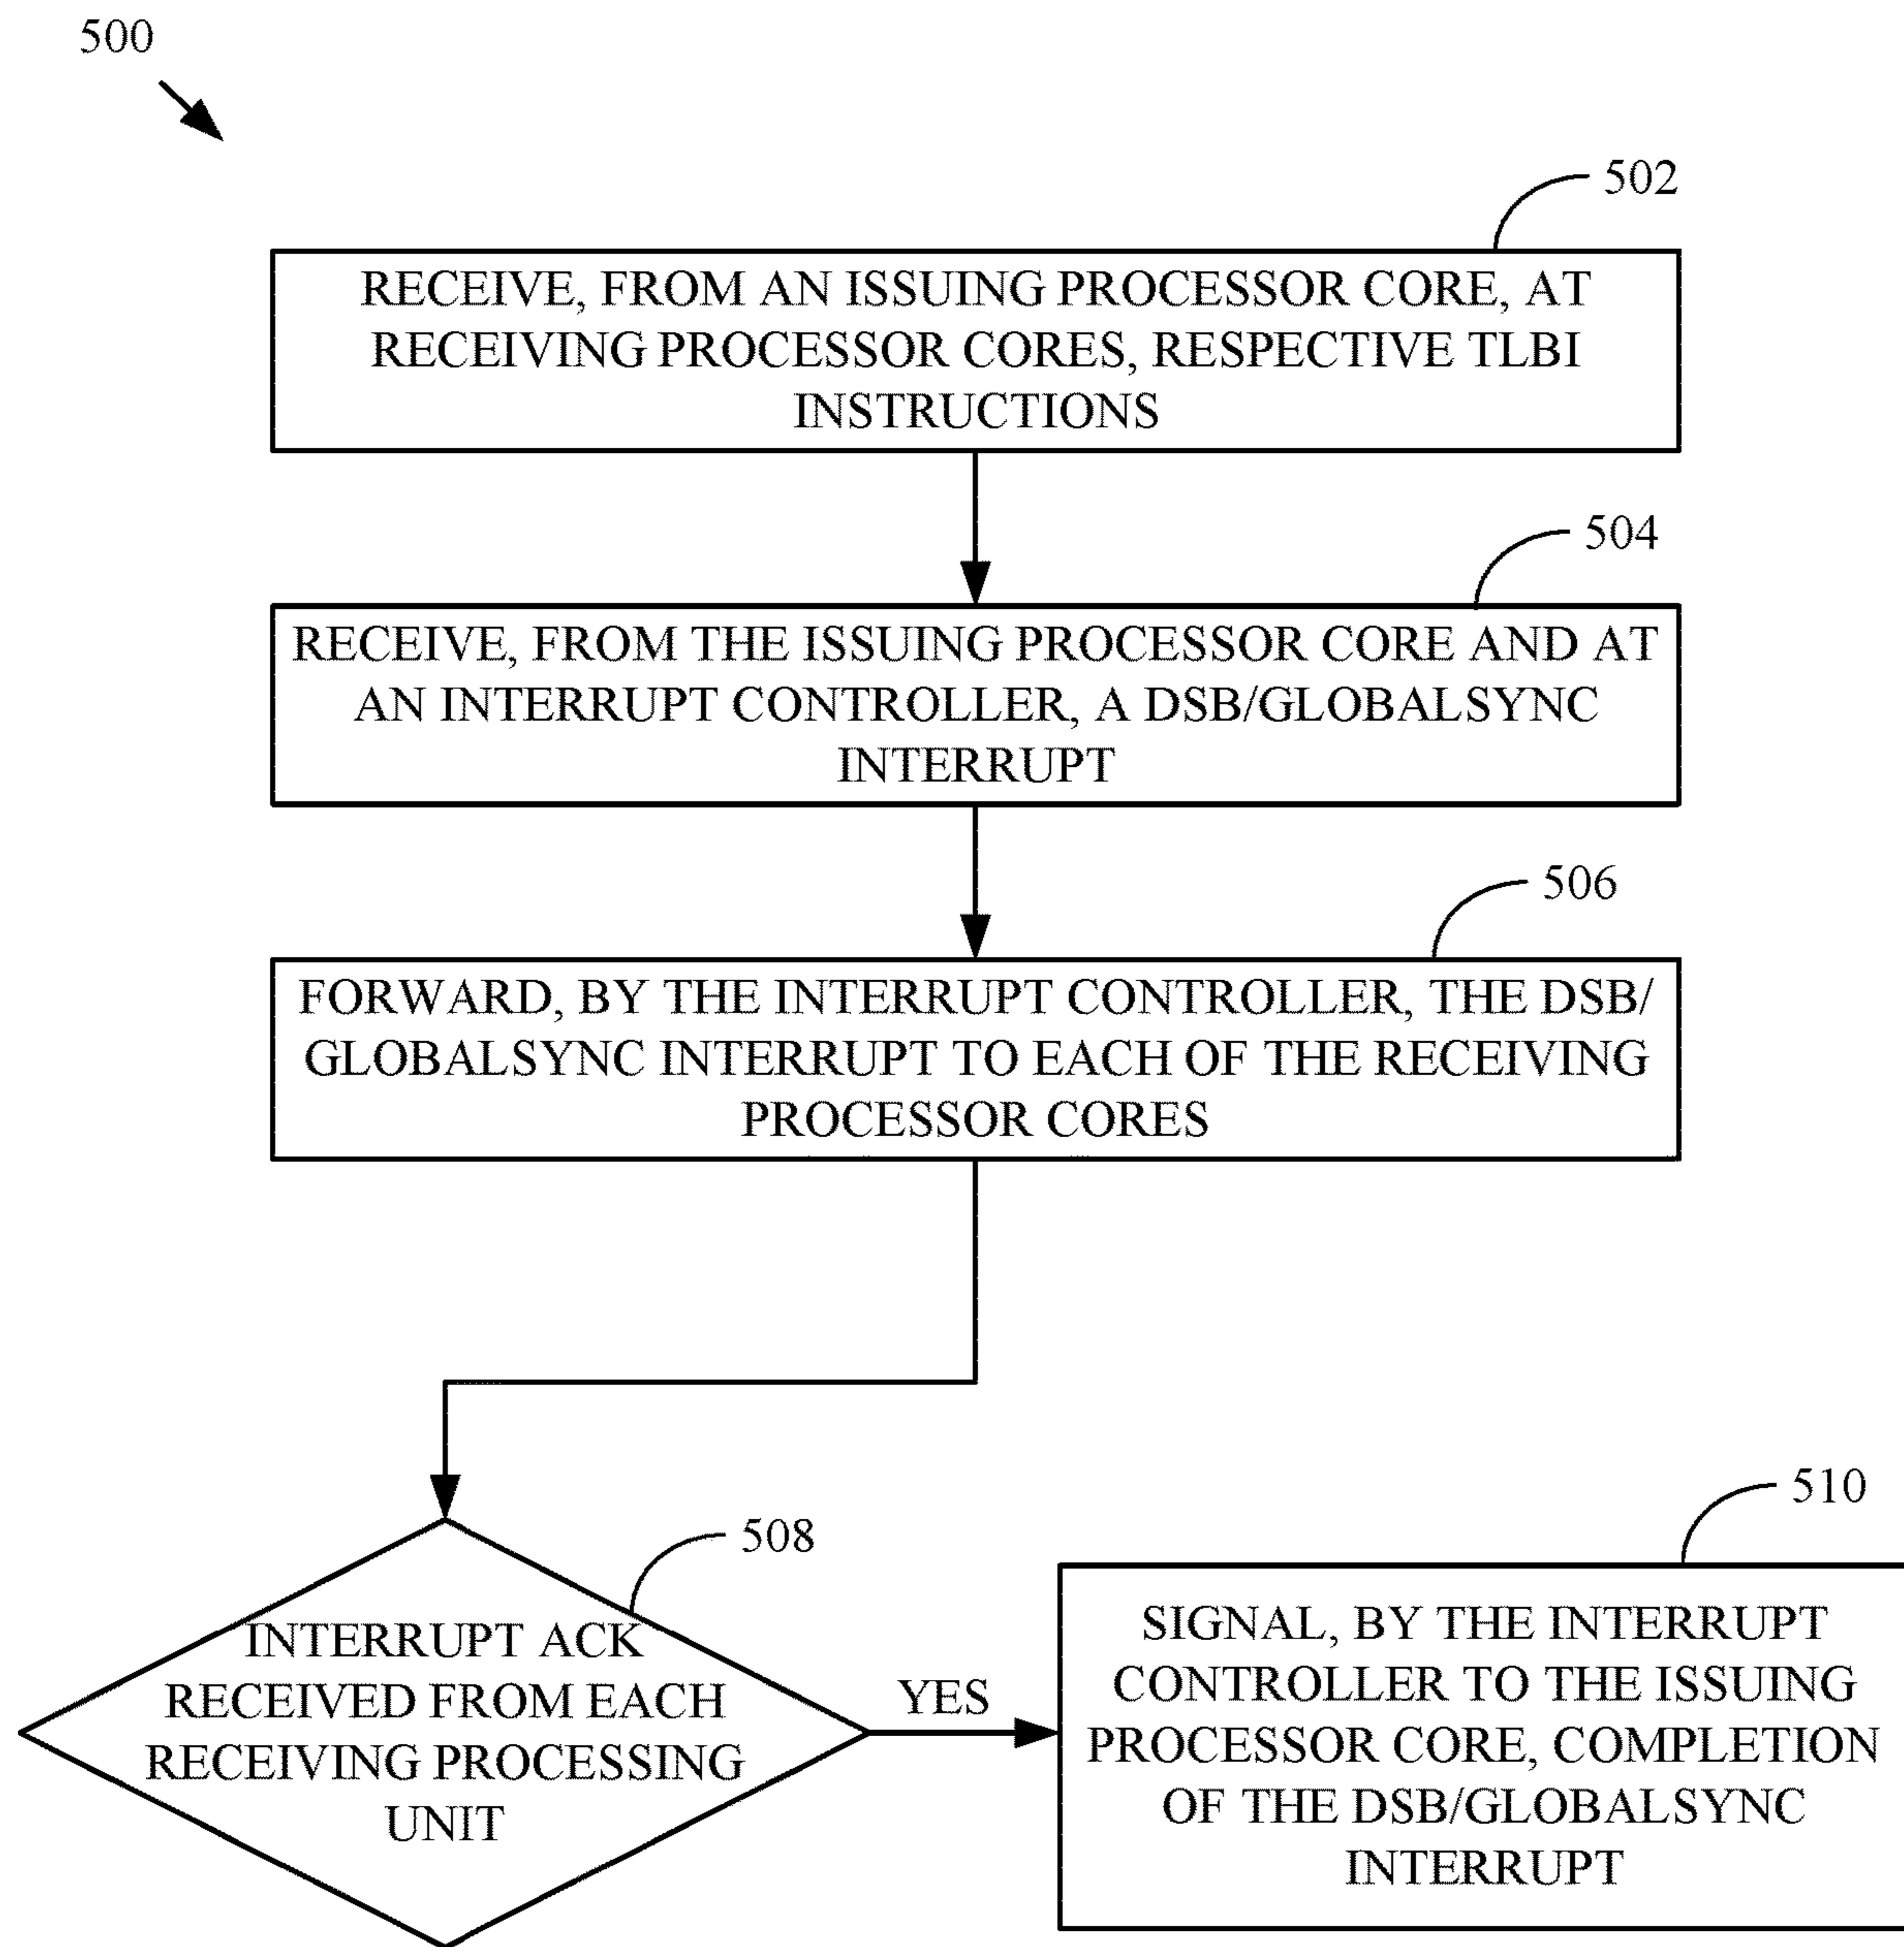 500
502
RECEIVE, FROM AN ISSUING PROCESSOR CORE, AT
RECEIVING PROCESSOR CORES, RESPECTIVE TLBI
INSTRUCTIONS
504
RECEIVE, FROM THE ISSUING PROCESSOR CORE AND AT
AN INTERRUPT CONTROLLER, A DSB/GLOBALSYNC
INTERRUPT
506
FORWARD, BY THE INTERRUPT CONTROLLER, THE DSB/
GLOBALSYNC INTERRUPT TO EACH OF THE RECEIVING
PROCESSOR CORES
508
INTERRUPT ACK
RECEIVED FROM EACH
RECEIVING PROCESSING
UNIT
YES
510
SIGNAL, BY THE INTERRUPT
CONTROLLER TO THE ISSUING
PROCESSOR CORE, COMPLETION
OF THE DSB/GLOBALSYNC
INTERRUPT